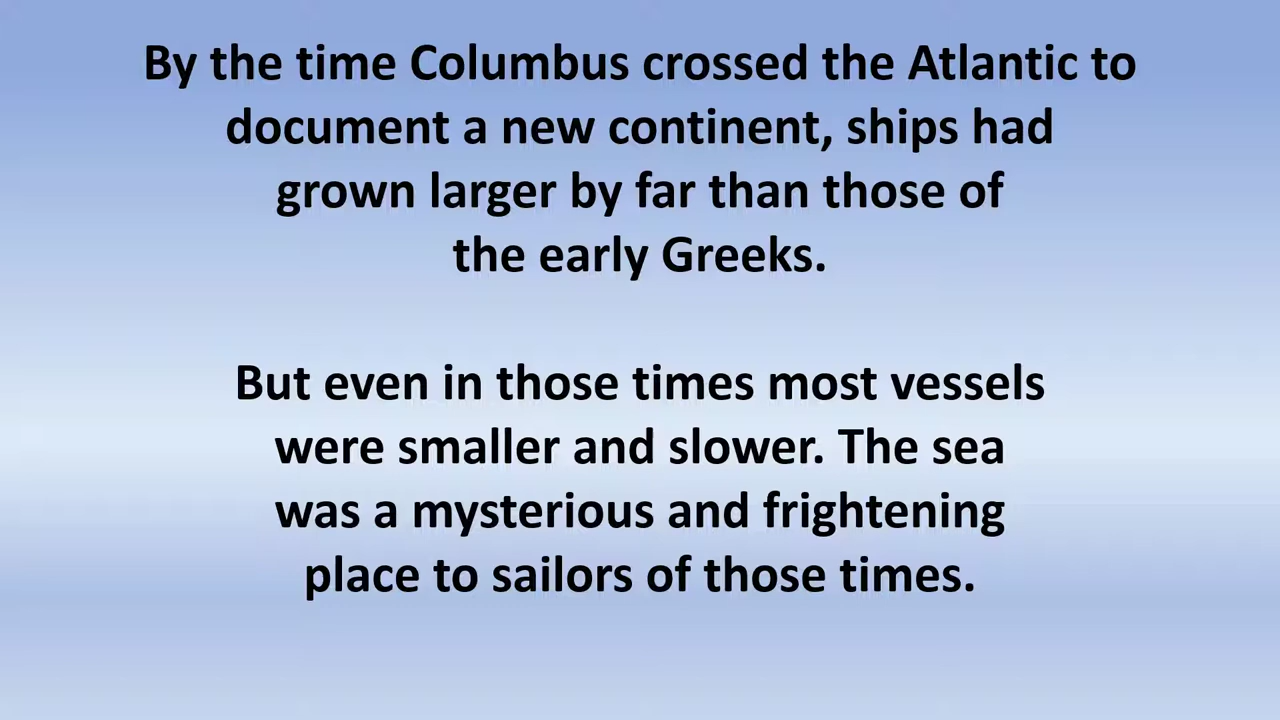 By the time Columbus crossed the Atlantic to
document a new continent, ships had
grown larger by far than those of
the early Greeks.
But even in those times most vessels
were smaller and slower. The sea
was a mysterious and frightening
place to sailors of those times.